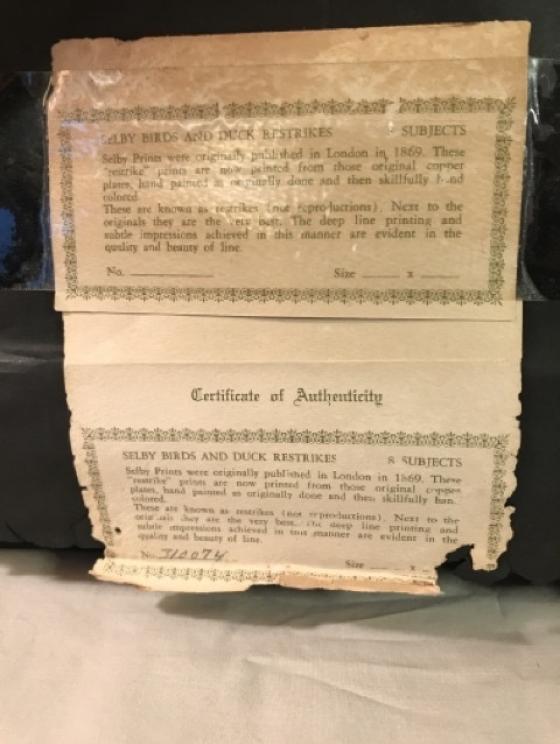 SELBY BIRDS AND DUCK RESTRIKES 8 SUBJECTS
Selby Prints were originally published in London in 1869. These
"restrike" prints are now printed from those original copper
plates, hand painted as originally done and then skillfully hand
colored.
These are known as restrikes (not reproductions). Next to the
originals they are the very best. The deep line printing and
subtle impressions achieved in this manner are evident in the
quality and beauty of line.
No. Size x
Certificate of Authenticity
SELBY BIRDS AND DUCK RESTRIKES 8 SUBJECTS
Selby Prints were originally published in London in 1869. These
"restrike" prints are now printed from those original copper
plates, hand painted as originally done and then skillfully han
colored.
These are known as restrikes (not reproductions). Next to the
originals they are the very best. The deep line printing and
subtle impressions achieved in this manner are evident in the
quality and beauty of line.
No. J10074 Size x